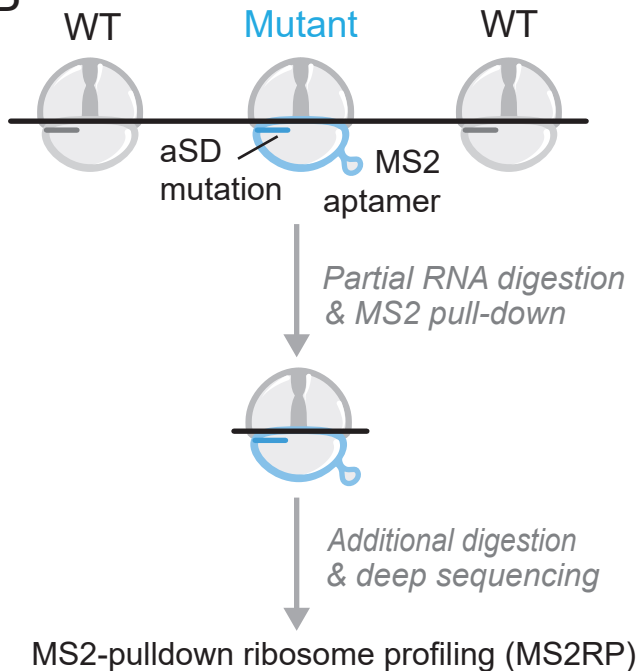 WT Mutant WT
aSD
mutation
MS2
aptamer
Partial RNA digestion
& MS2 pull-down
Additional digestion
& deep sequencing
MS2-pulldown ribosome profiling (MS2RP)